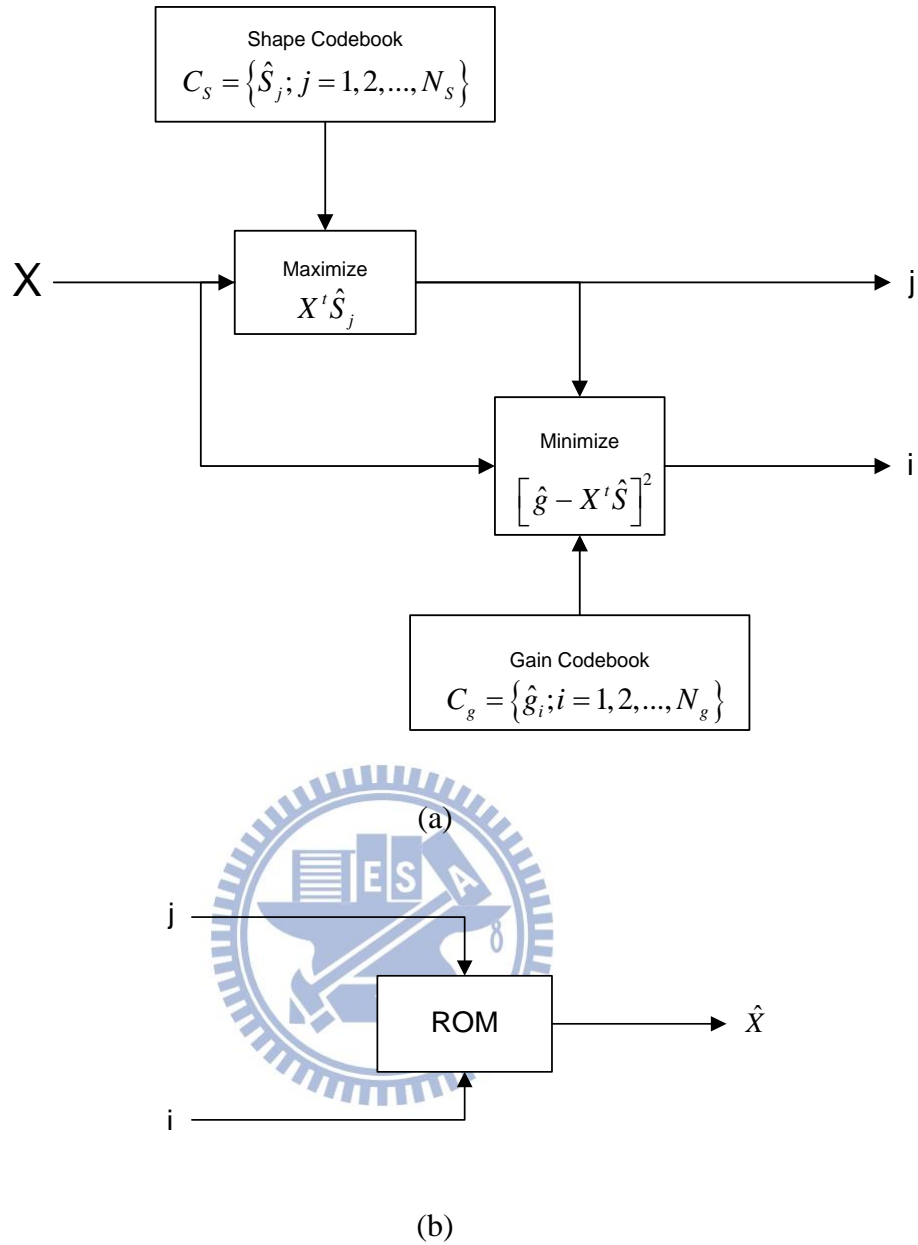 Shape Codebook
C_S = {Ŝ_j; j = 1, 2, ..., N_S}
X
Maximize
X^t Ŝ_j
j
Minimize
[ĝ − X^t Ŝ]^2
i
Gain Codebook
C_g = {ĝ_i; i = 1, 2, ..., N_g}
(a)
E S A
j
8
ROM
X̂
i
(b)